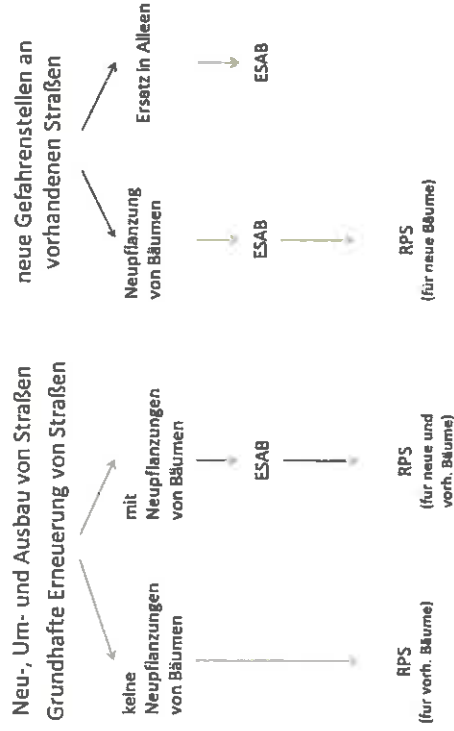 Neu-, Um- und Ausbau von Straßen
Grundhafte Erneuerung von Straßen
keine
Neupflanzungen
von Bäumen
RPS
(fur vorh. Bäume)
mit
Neupflanzungen
von Bäumen
ESAB
RPS
(fur neue und
vorh. Bäume)
neue Gefahrenstellen an
vorhandenen Straßen
Neupflanzung
von Bäumen
ESAB
RPS
(für neue Bäume)
Ersatz in Alleen
ESAB